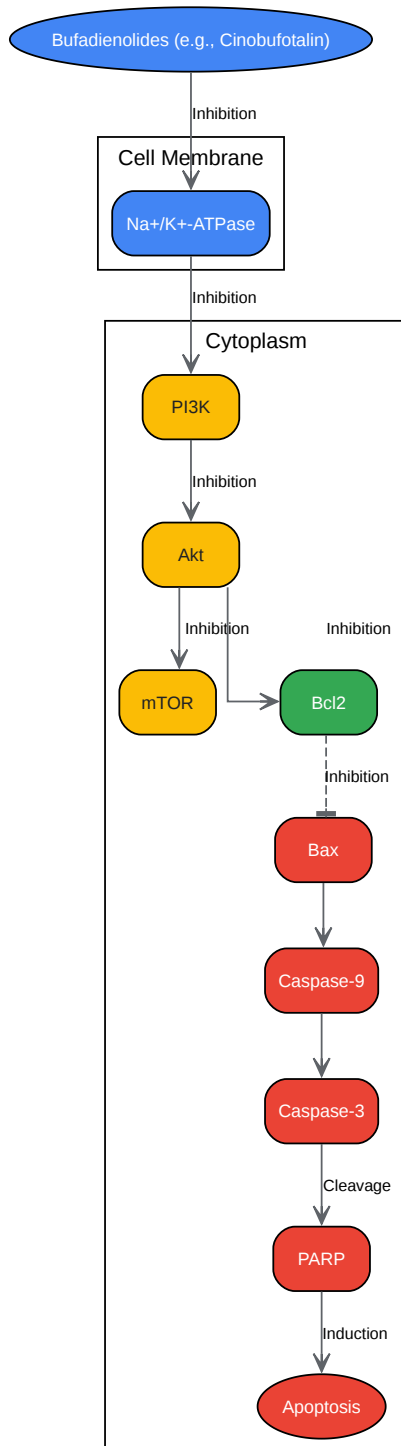 Bufadienolides (e.g., Cinobufotalin)
Inhibition
Cell Membrane
Na+/K+-ATPase
Inhibition
Cytoplasm
PI3K
Inhibition
Akt
Inhibition
Inhibition
mTOR
Bcl2
Inhibition
Bax
Caspase-9
Caspase-3
Cleavage
PARP
Induction
Apoptosis